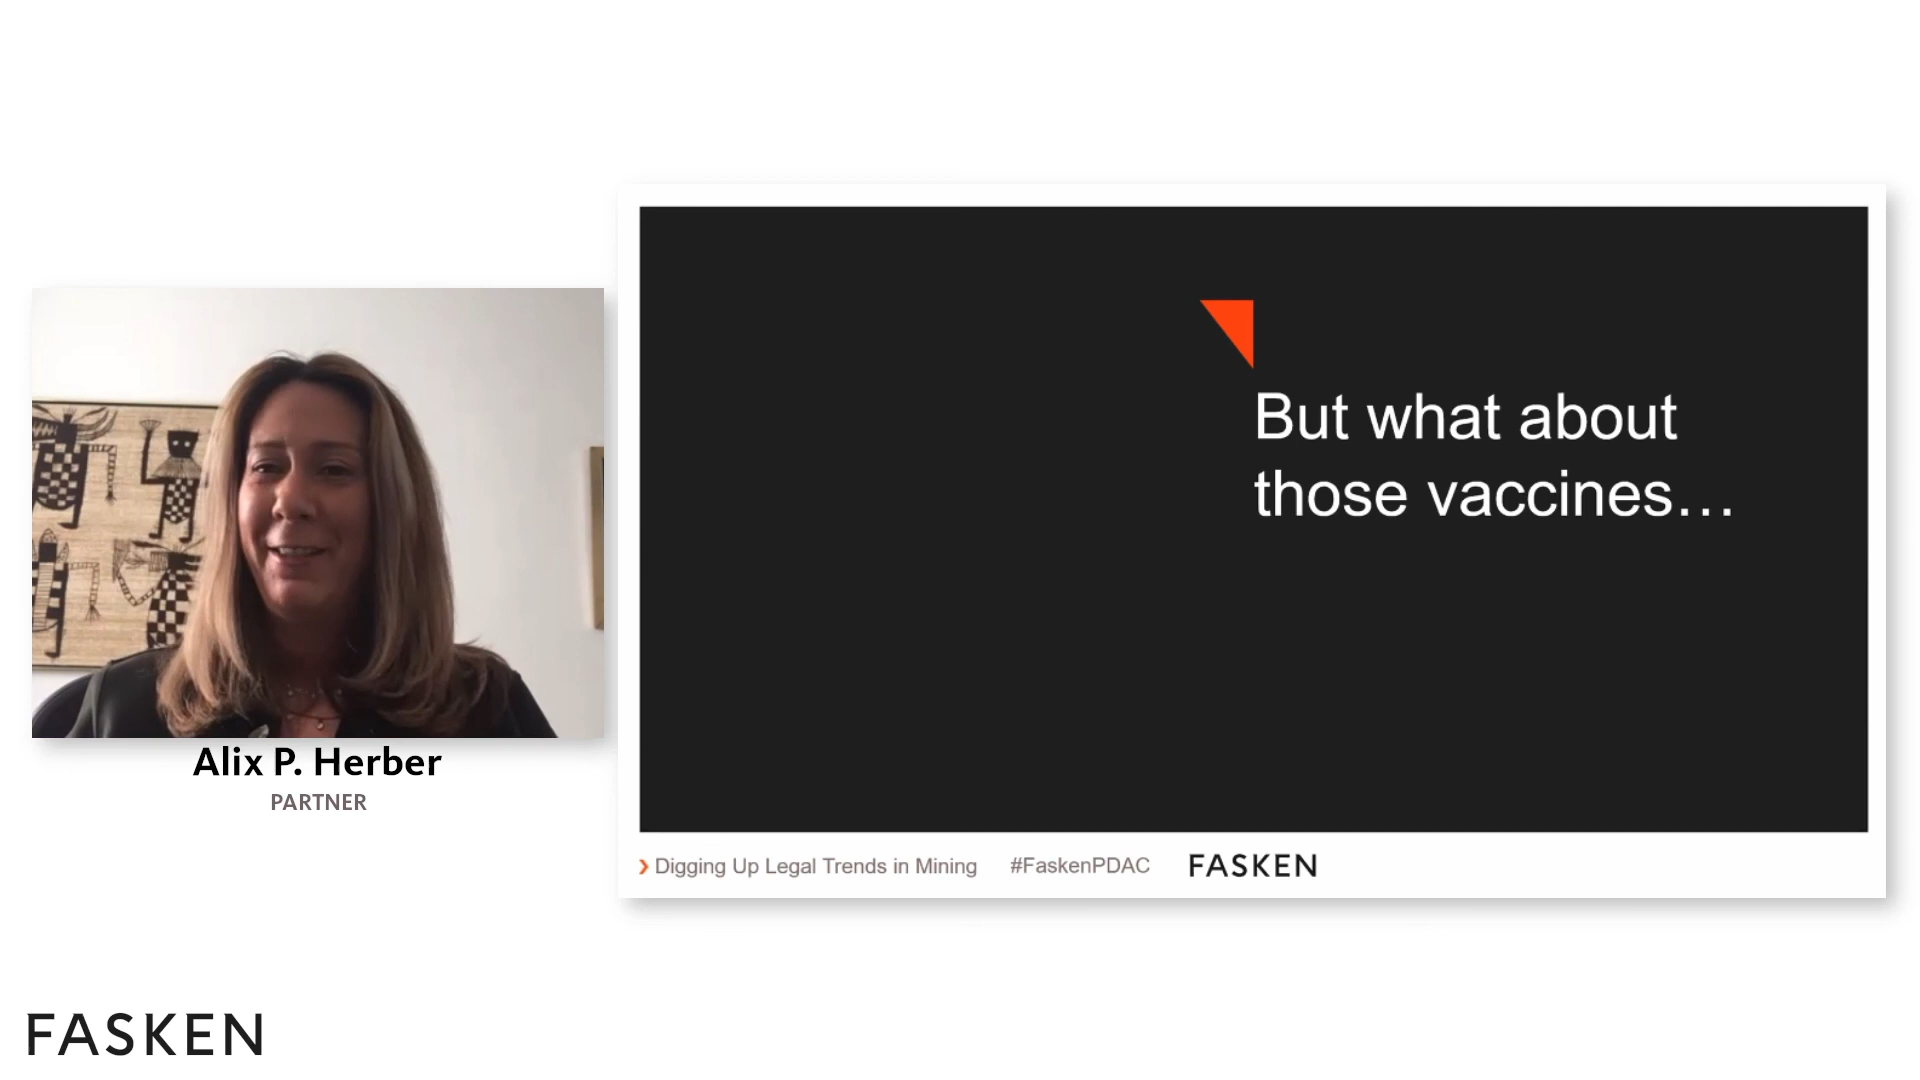 But what about
those vaccines…
Alix P. Herber
PARTNER
Digging Up Legal Trends in Mining #FaskenPDAC FASKEN
FASKEN